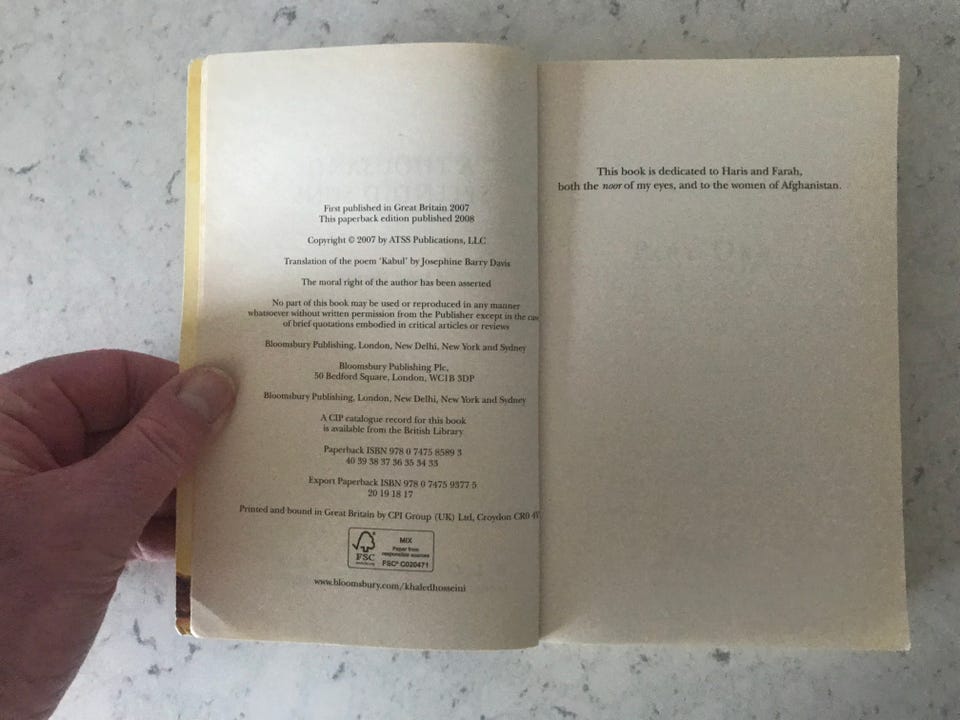 First published in Great Britain 2007
This paperback edition published 2008
Copyright © 2007 by ATSS Publications, LLC
Translation of the poem 'Kabul' by Josephine Barry Davis
The moral right of the author has been asserted
No part of this book may be used or reproduced in any manner
whatsoever without written permission from the Publisher except in the
of brief quotations embodied in critical articles or reviews
Bloomsbury Publishing, London, New Delhi, New York and Sydney
Bloomsbury Publishing Plc,
50 Bedford Square, London, WC1B 3DP
Bloomsbury Publishing, London, New Delhi, New York and Sydney
A CIP catalogue record for this book
is available from the British Library
Paperback ISBN 978 0 7475 8589 3
40 39 38 37 36 35 34 33
Export Paperback ISBN 978 0 7475 9377 5
20 19 18 17
Printed and bound in Great Britain by CPI Group (UK) Ltd, Croydon CR0
FSC
MIX
Paper from
responsible sources
FSC® C020471
www.bloomsbury.com/khaledhosseini
This book is dedicated to Haris and Farah,
both the noor of my eyes, and to the women of Afghanistan.